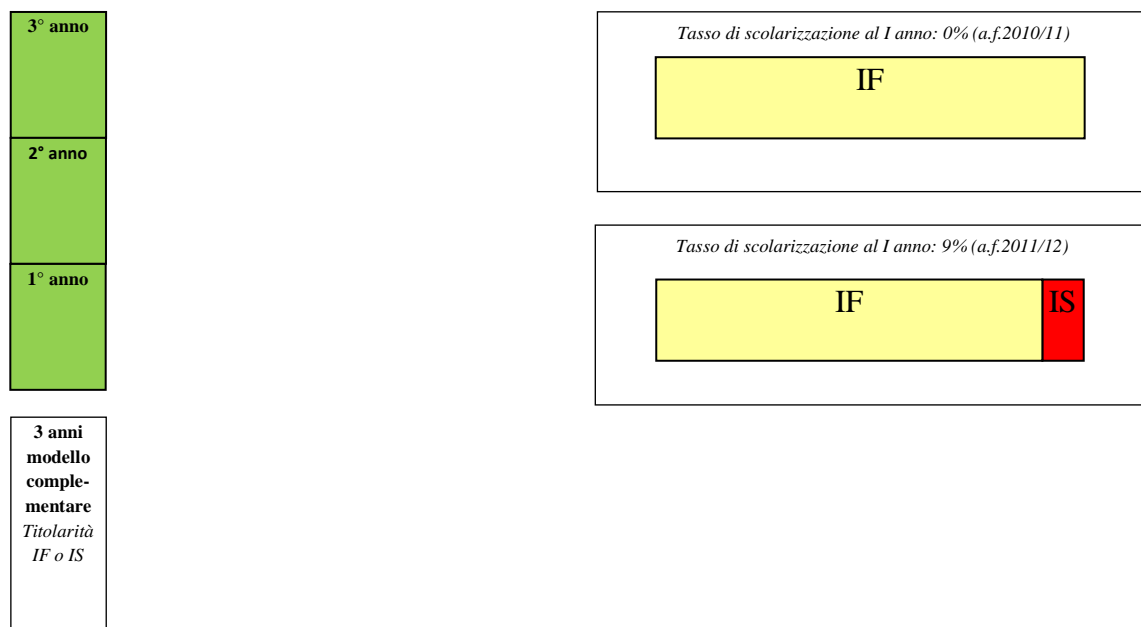 3° anno
2° anno
1° anno
3 anni
modello
comple-
mentare
Titolarità
IF o IS
Tasso di scolarizzazione al I anno: 0% (a.f.2010/11)
IF
Tasso di scolarizzazione al I anno: 9% (a.f.2011/12)
IF IS